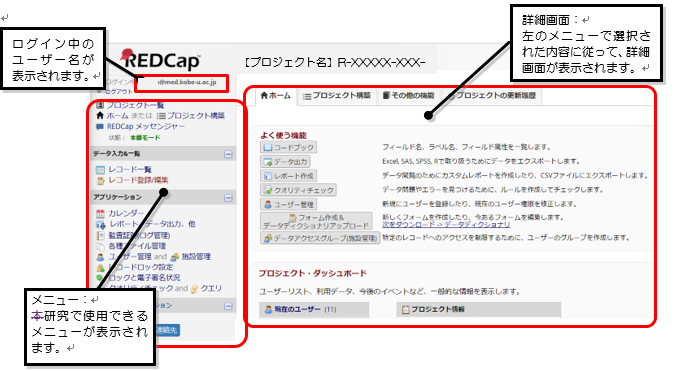 ログイン中の
ユーザー名が
表示されます。
REDCap
【プロジェクト名】R-XXXXX-XXX-
詳細画面：
左のメニューで選択さ
れた内容に従って、詳細
画面が表示されます。
ログイン中
@med.kobe-u.ac.jp
ログアウト
プロジェクト一覧
ホーム または プロジェクト構築
REDCap メッセンジャー
状態： 本番モード
データ入力&一覧
レコード一覧
レコード登録/編集
アプリケーション
カレンダー
レポート、データ出力、他
監査証跡(ログ管理)
各種ファイル管理
ユーザー管理 and 施設管理
レコードロック設定
ロックと電子署名状況
クオリティチェック and クエリ
ション
メニュー：
本研究で使用できる
メニューが表示され
ます。
連絡先
ホーム
プロジェクト構築
その他の機能
プロジェクトの更新履歴
よく使う機能
コードブック フィールド名、ラベル名、フィールド属性を一覧します。
データ出力 Excel, SAS, SPSS, Rで取り扱うためにデータをエクスポートします。
レポート作成 データ閲覧のためにカスタムレポートを作成したり、CSVファイルにエクスポートします。
クオリティチェック データ問題やエラーを見つけるために、ルールを作成してチェックします。
ユーザー管理 新規にユーザーを登録したり、現在のユーザー権限を修正します。
フォーム作成& 新しくフォームを作成したり、今あるフォームを編集します。
データディクショナリアップロード 次をダウンロード -> データディクショナリ
データアクセスグループ(施設管理) 特定のレコードへのアクセスを制限するために、ユーザーのグループを作成します。
プロジェクト・ダッシュボード
ユーザーリスト、利用データ、今後のイベントなど、一般的な情報を表示します。
現在のユーザー (11)
プロジェクト情報